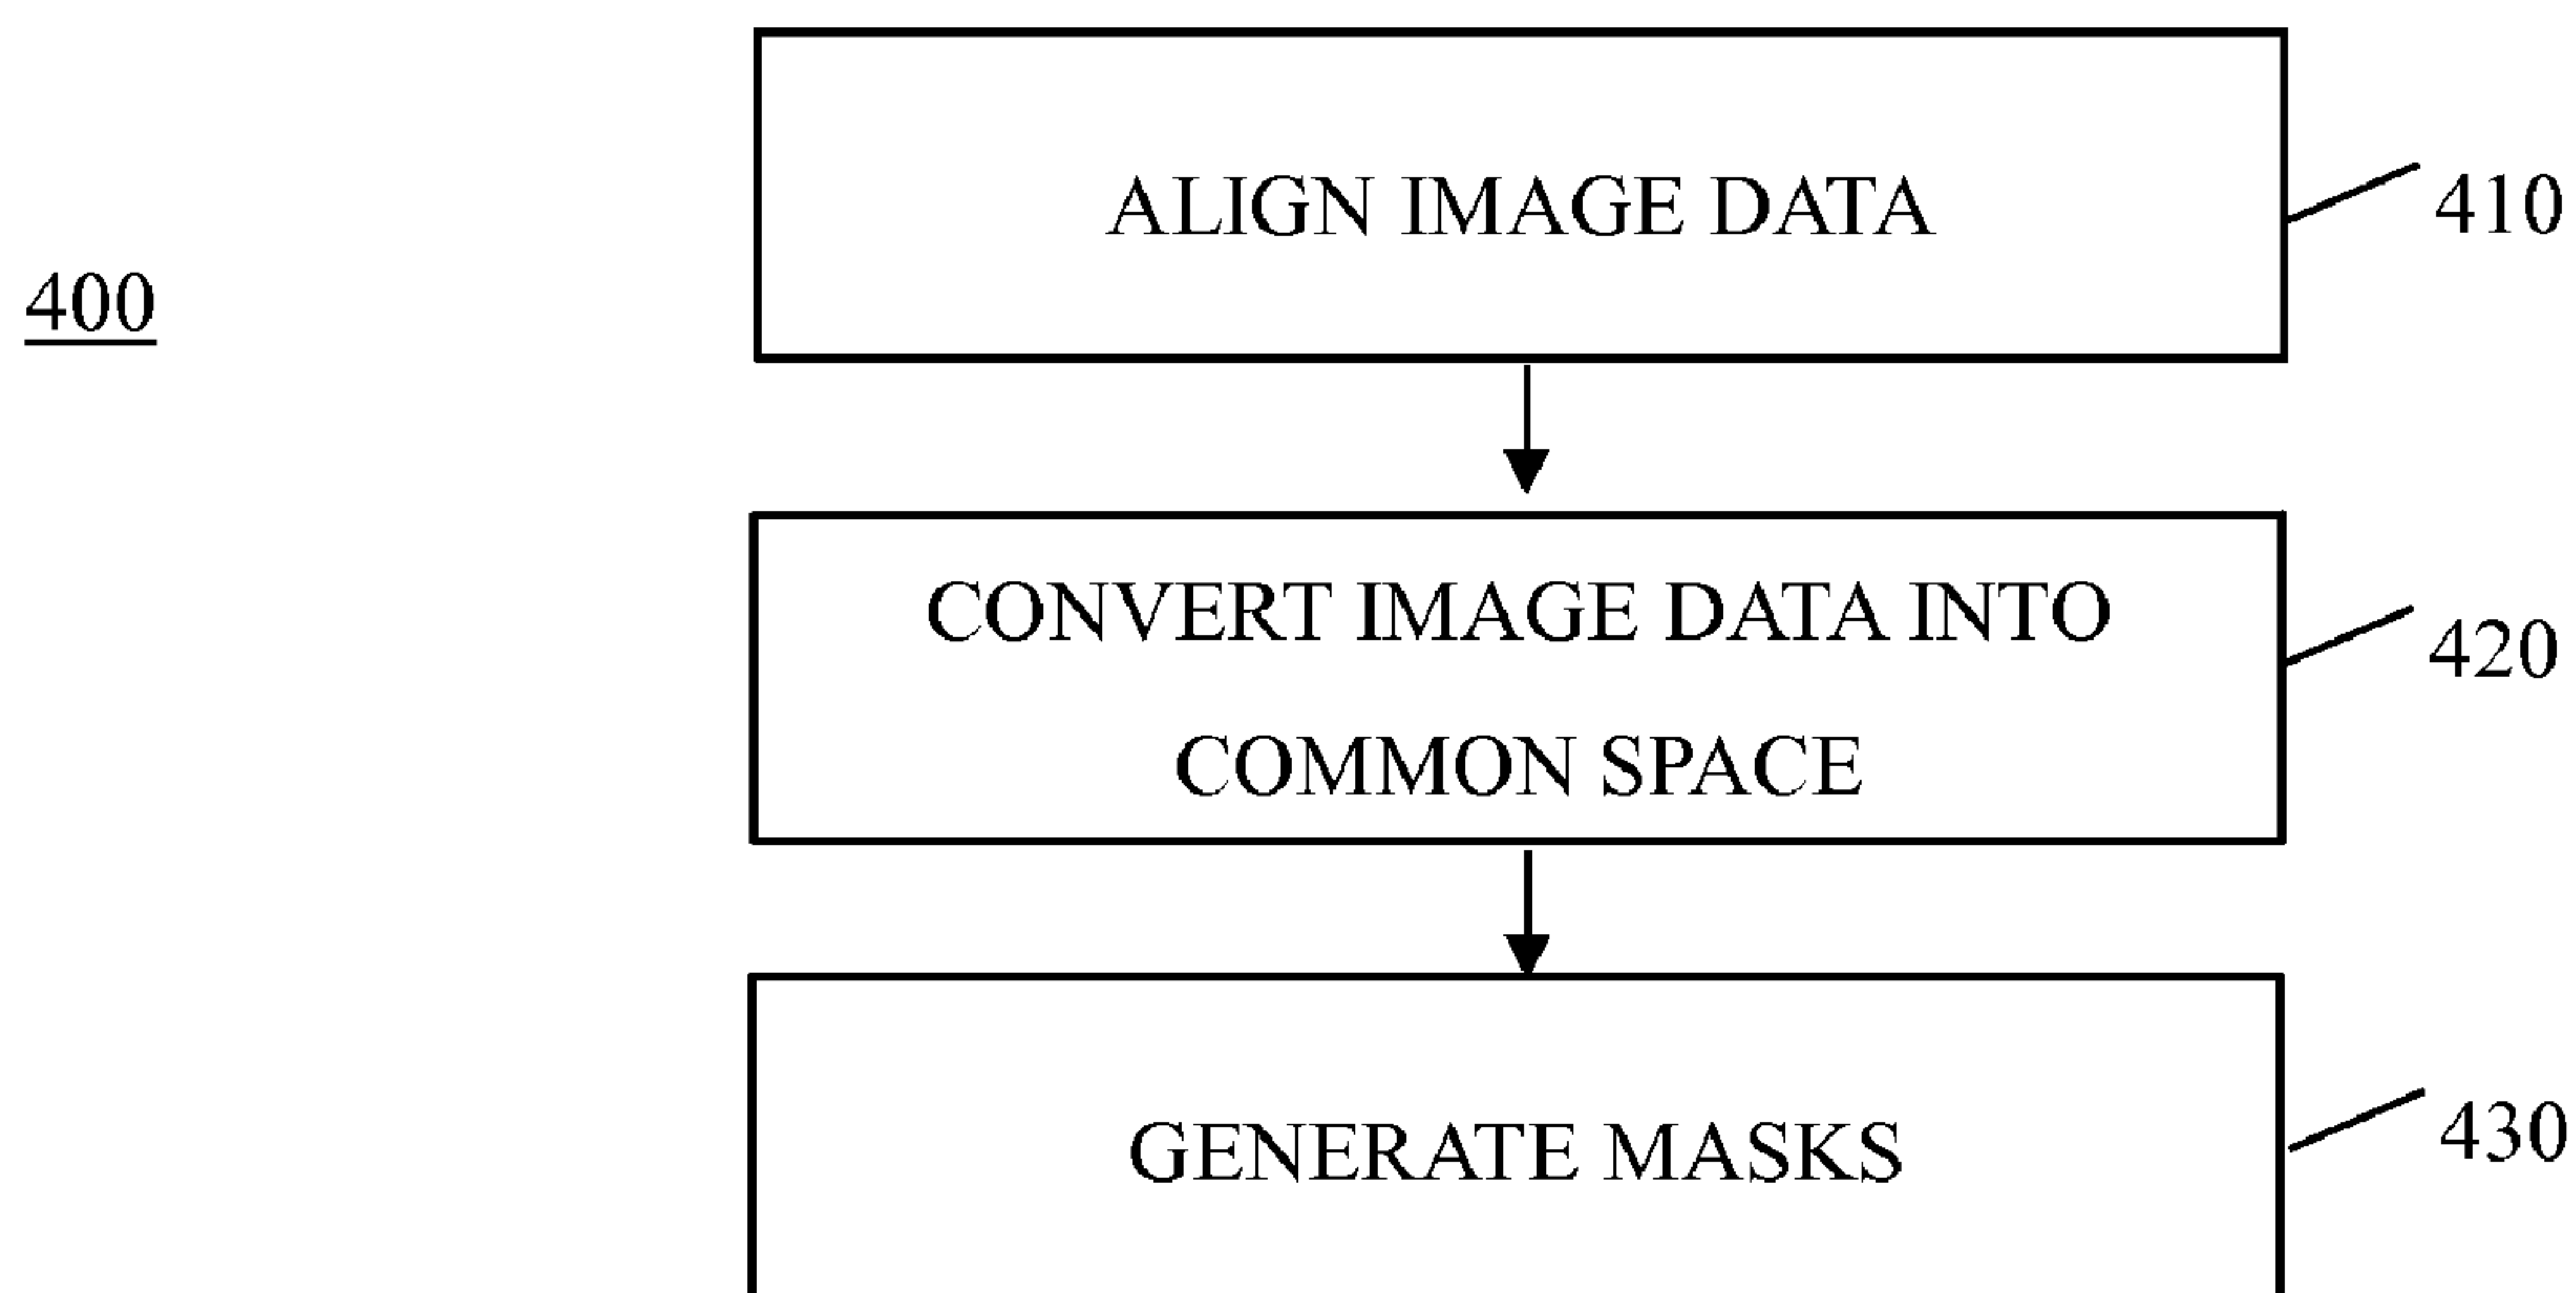 400
ALIGN IMAGE DATA
410
CONVERT IMAGE DATA INTO
COMMON SPACE
420
GENERATE MASKS
430